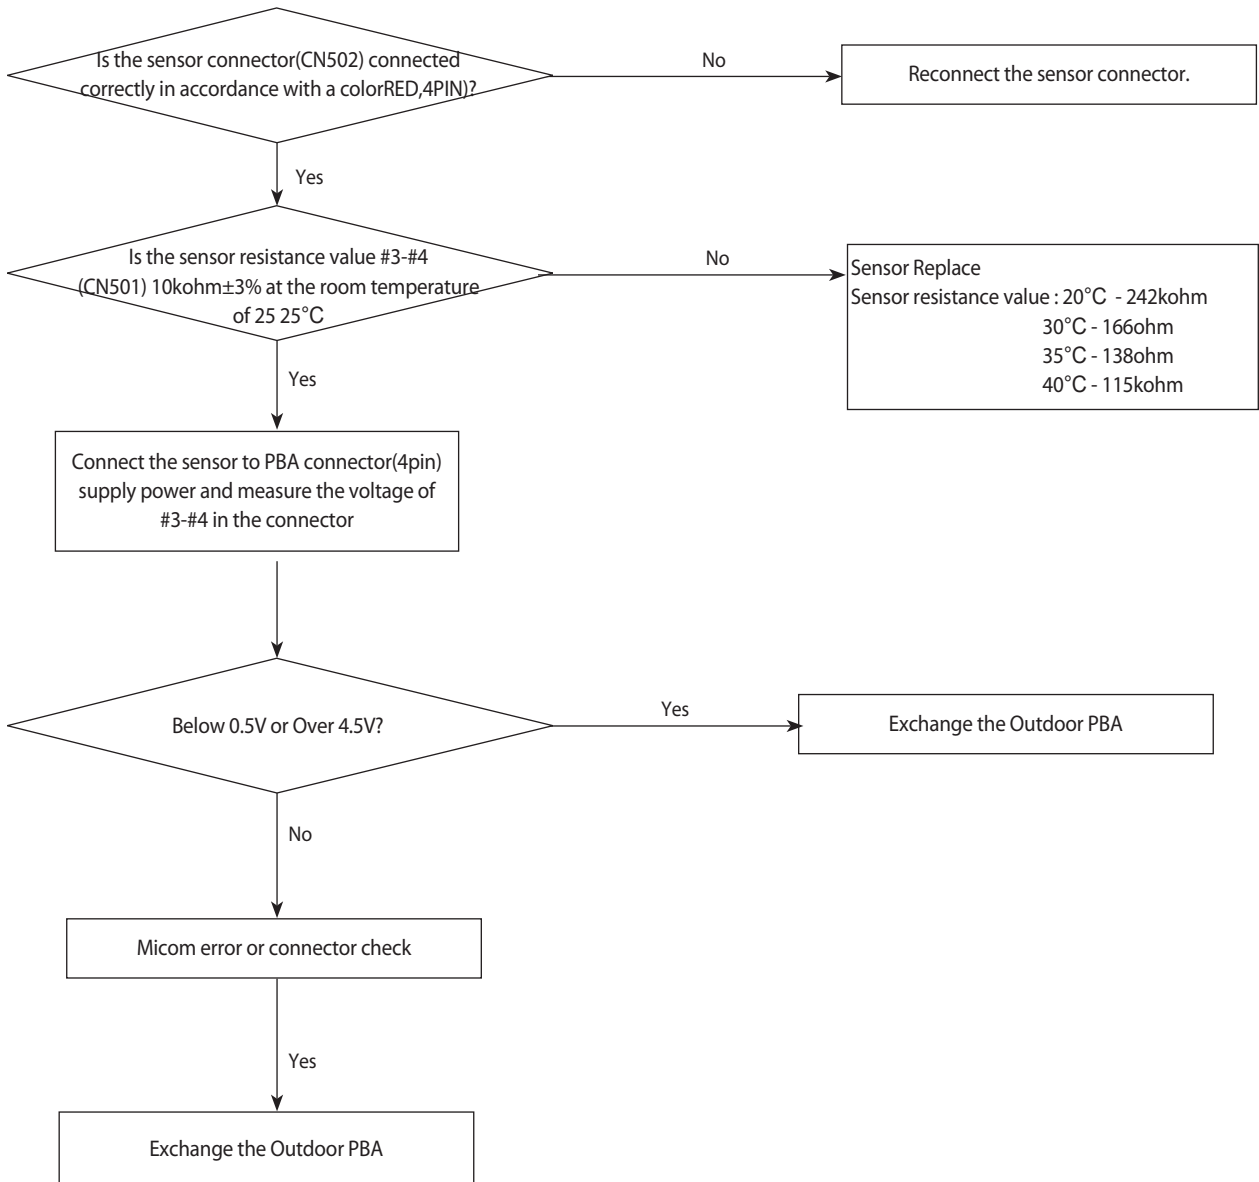 Is the sensor connector(CN502) connected
correctly in accordance with a colorRED,4PIN)?
No
Reconnect the sensor connector.
Yes
Is the sensor resistance value #3-#4
(CN501) 10kohm±3% at the room temperature
of 25 25°C
No
Sensor Replace
Sensor resistance value : 20°C - 242kohm
30°C - 166ohm
35°C - 138ohm
40°C - 115kohm
Yes
Connect the sensor to PBA connector(4pin)
supply power and measure the voltage of
#3-#4 in the connector
Below 0.5V or Over 4.5V?
Yes
Exchange the Outdoor PBA
No
Micom error or connector check
Yes
Exchange the Outdoor PBA